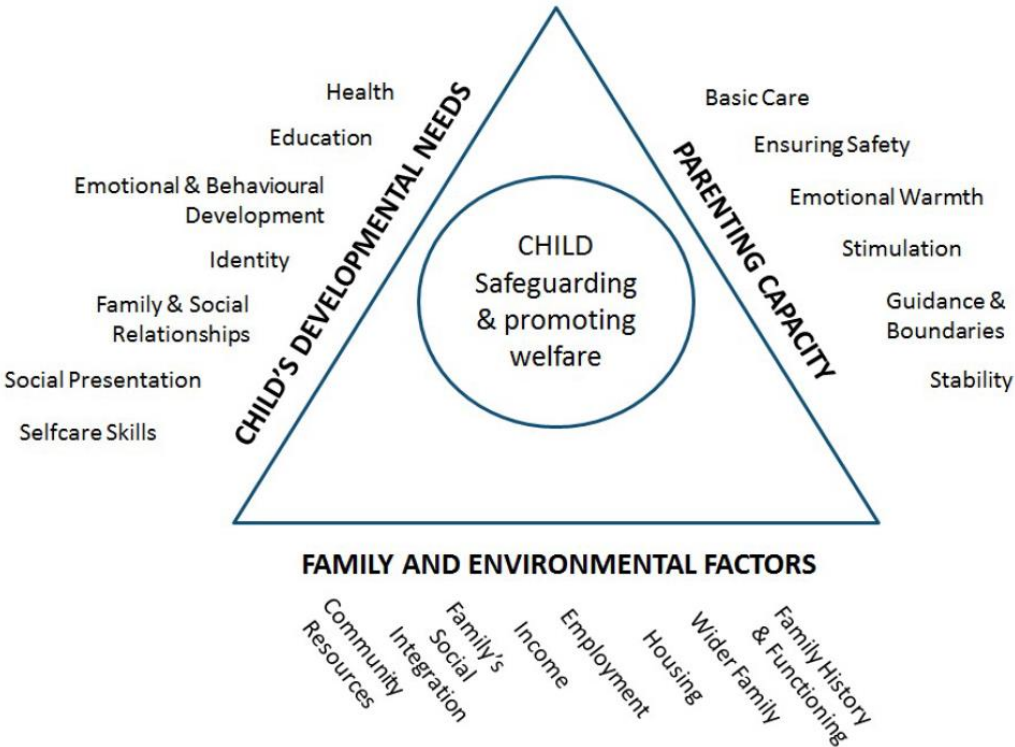 Health
Education
Emotional & Behavioural
Development
Identity
Family & Social
Relationships
Social Presentation
Selfcare Skills
CHILD'S DEVELOPMENTAL NEEDS
CHILD
Safeguarding
& promoting
welfare
PARENTING CAPACITY
Basic Care
Ensuring Safety
Emotional Warmth
Stimulation
Guidance &
Boundaries
Stability
FAMILY AND ENVIRONMENTAL FACTORS
Community
Resources
Family's
Social
Integration
Income
Employment
Housing
Wider Family
Family History
& Functioning